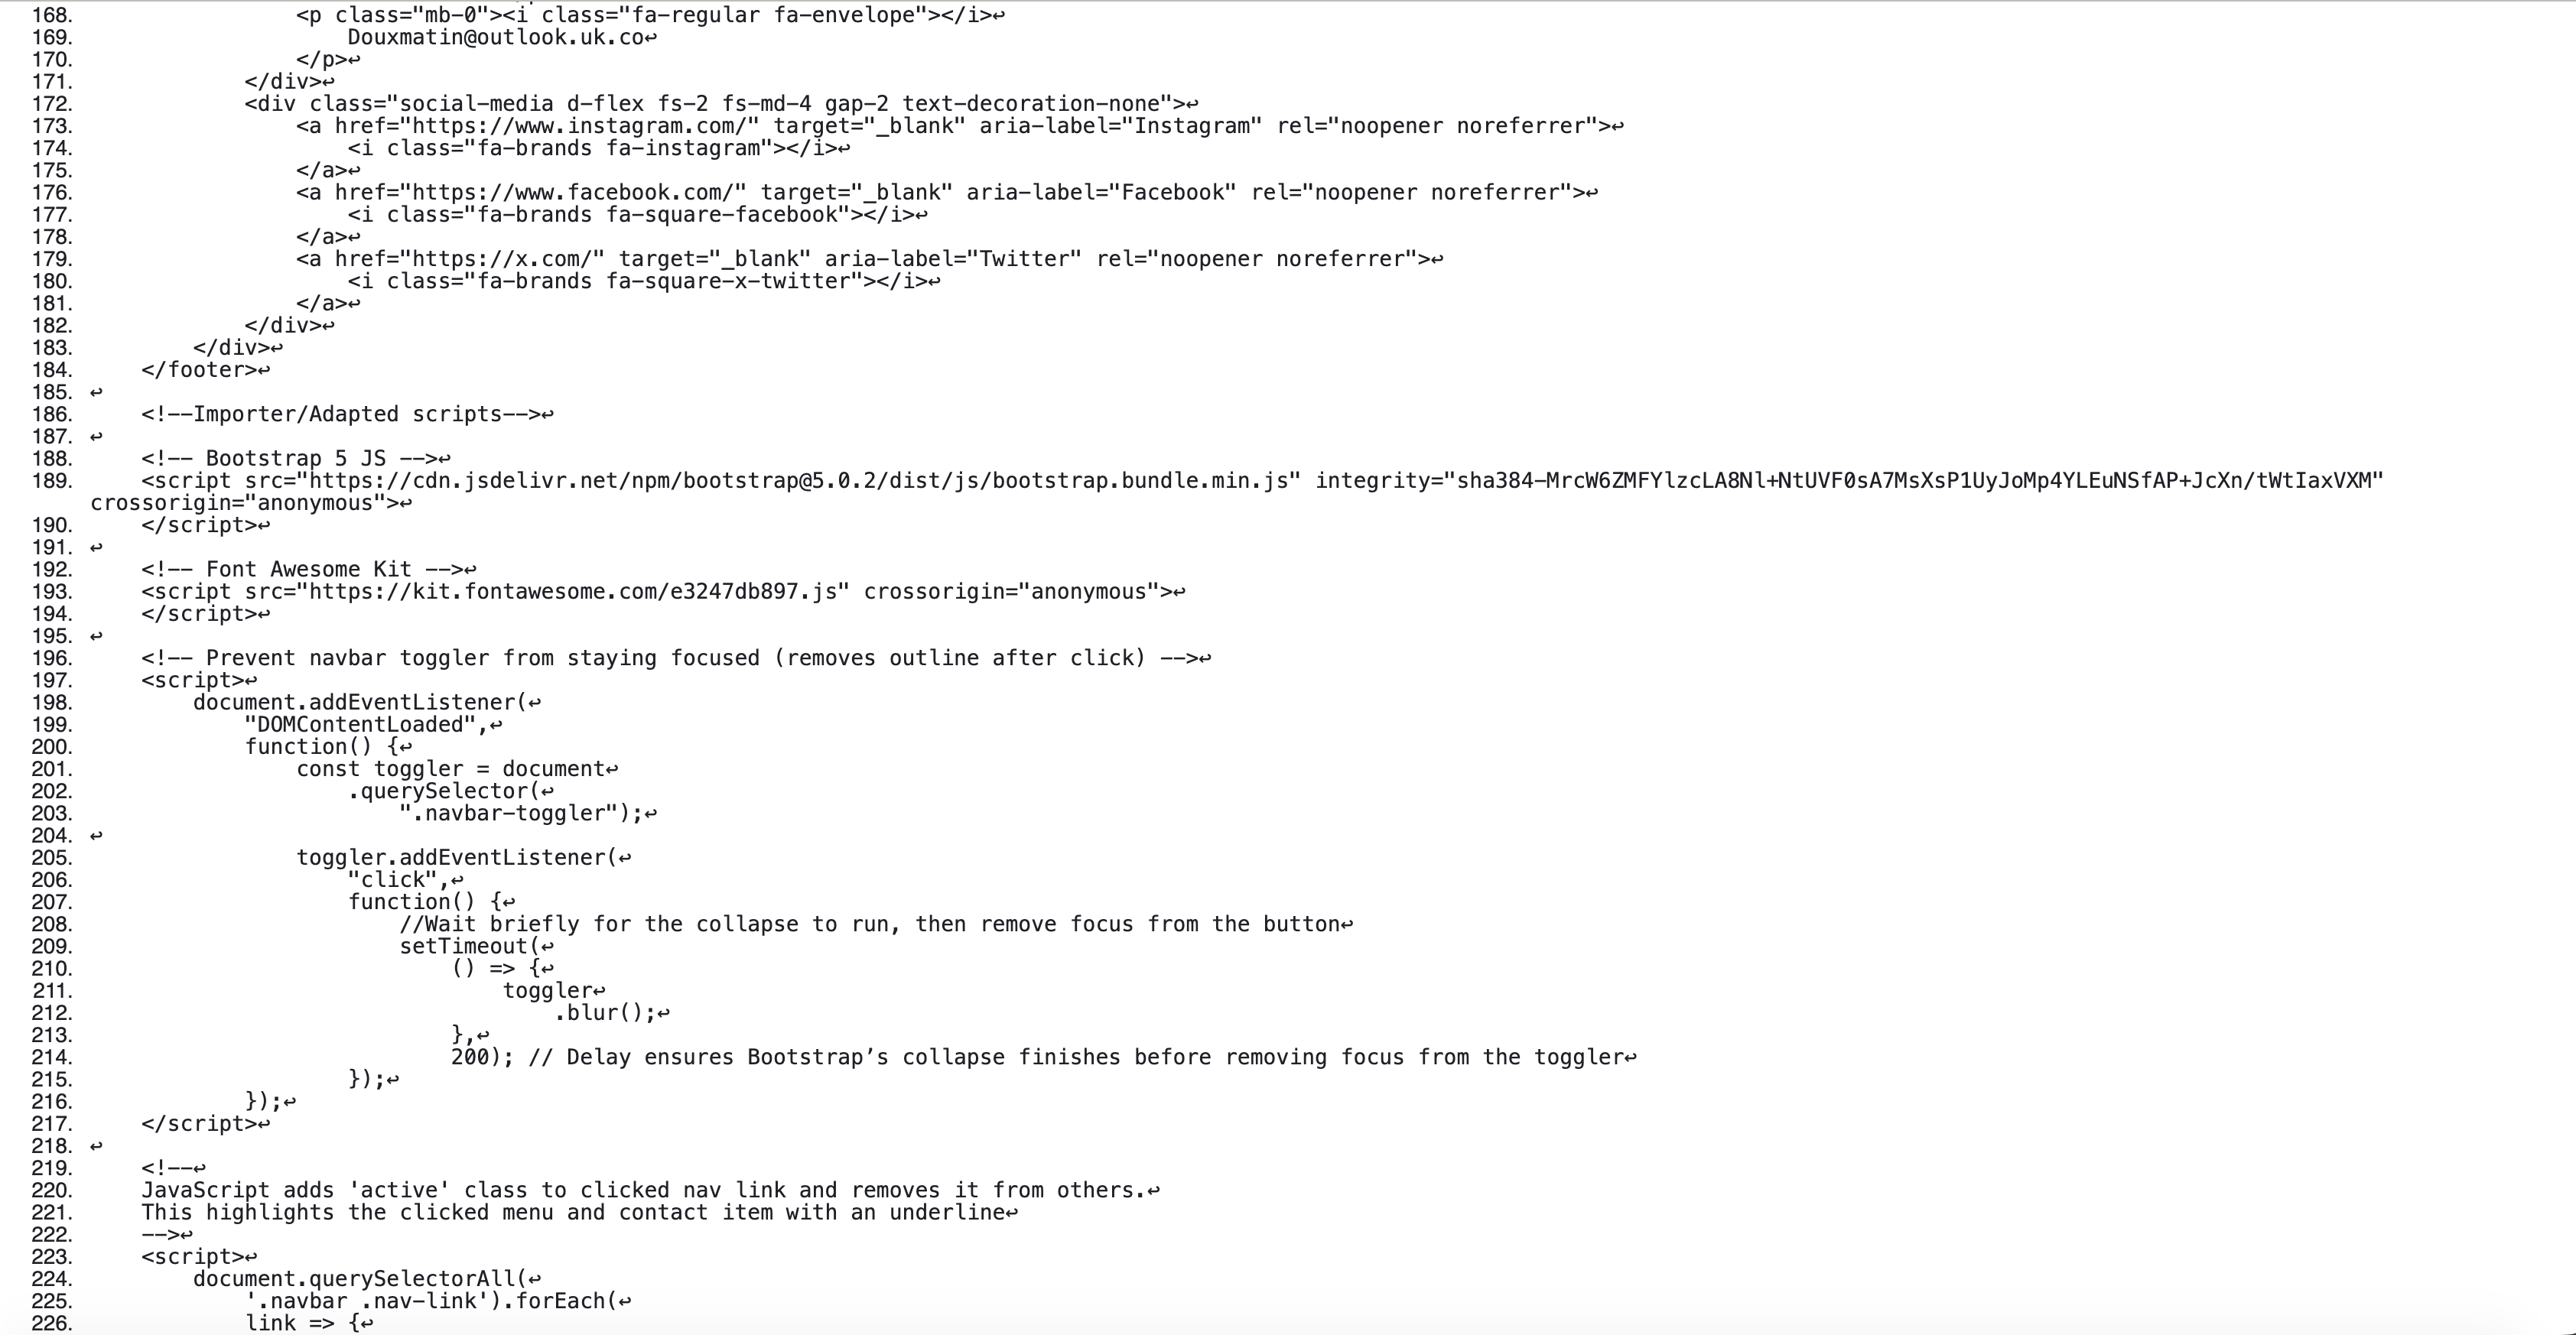 168. <p class="mb-0"><i class="fa-regular fa-envelope"></i>↩
169. Douxmatin@outlook.uk.co↩
170. </p>↩
171. </div>↩
172. <div class="social-media d-flex fs-2 fs-md-4 gap-2 text-decoration-none">↩
173. <a href="https://www.instagram.com/" target="_blank" aria-label="Instagram" rel="noopener noreferrer">↩
174. <i class="fa-brands fa-instagram"></i>↩
175. </a>↩
176. <a href="https://www.facebook.com/" target="_blank" aria-label="Facebook" rel="noopener noreferrer">↩
177. <i class="fa-brands fa-square-facebook"></i>↩
178. </a>↩
179. <a href="https://x.com/" target="_blank" aria-label="Twitter" rel="noopener noreferrer">↩
180. <i class="fa-brands fa-square-x-twitter"></i>↩
181. </a>↩
182. </div>↩
183. </div>↩
184. </footer>↩
185. ↩
186. <!--Importer/Adapted scripts-->↩
187. ↩
188. <!-- Bootstrap 5 JS -->↩
189. <script src="https://cdn.jsdelivr.net/npm/bootstrap@5.0.2/dist/js/bootstrap.bundle.min.js" integrity="sha384-MrcW6ZMFYlzcLA8Nl+NtUVF0sA7MsXsP1UyJoMp4YLEuNSfAP+JcXn/tWtIaxVXM"
crossorigin="anonymous">↩
190. </script>↩
191. ↩
192. <!-- Font Awesome Kit -->↩
193. <script src="https://kit.fontawesome.com/e3247db897.js" crossorigin="anonymous">↩
194. </script>↩
195. ↩
196. <!-- Prevent navbar toggler from staying focused (removes outline after click) -->↩
197. <script>↩
198. document.addEventListener(↩
199. "DOMContentLoaded",↩
200. function() {↩
201. const toggler = document↩
202. .querySelector(↩
203. ".navbar-toggler");↩
204. ↩
205. toggler.addEventListener(↩
206. "click",↩
207. function() {↩
208. //Wait briefly for the collapse to run, then remove focus from the button↩
209. setTimeout(↩
210. () => {↩
211. toggler↩
212. .blur();↩
213. },↩
214. 200); // Delay ensures Bootstrap’s collapse finishes before removing focus from the toggler↩
215. });↩
216. });↩
217. </script>↩
218. ↩
219. <!--↩
220. JavaScript adds 'active' class to clicked nav link and removes it from others.↩
221. This highlights the clicked menu and contact item with an underline↩
222. -->↩
223. <script>↩
224. document.querySelectorAll(↩
225. '.navbar .nav-link').forEach(↩
226. link => {↩